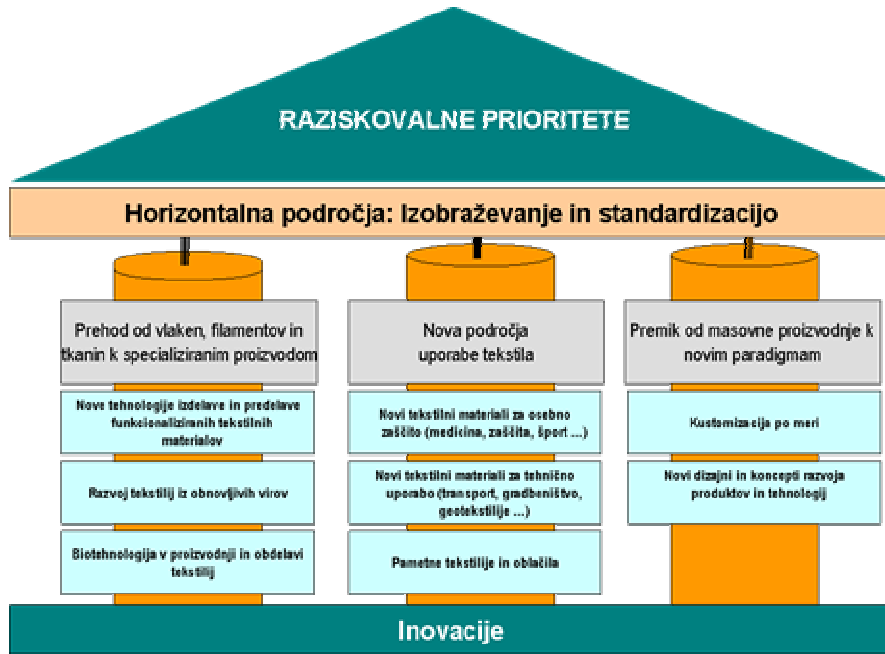 RAZISKOVALNE PRIORITETE
Horizontalna področja: Izobraževanje in standardizacijo
Prehod od vlaken, filamentov in
tkanin k specializiranim proizvodom
Nove tehnologije izdelave in predelave
funkcionaliziranih tekstilnih
materialov
Razvoj tekstilij iz obnovljivih virov
Biotehnologija v proizvodnji in obdelavi
tekstilij
Nova področja
uporabe tekstila
Novi tekstilni materiali za osebno
zaščito (medicina, zaščita, šport ...)
Novi tekstilni materiali za tehnično
uporabo (transport, gradbeništvo,
geotekstilije ...)
Pametne tekstilije in oblačila
Premik od masovne proizvodnje k
novim paradigmam
Kustomizacija po meri
Novi dizajni in koncepti razvoja
produktov in tehnologij
Inovacije